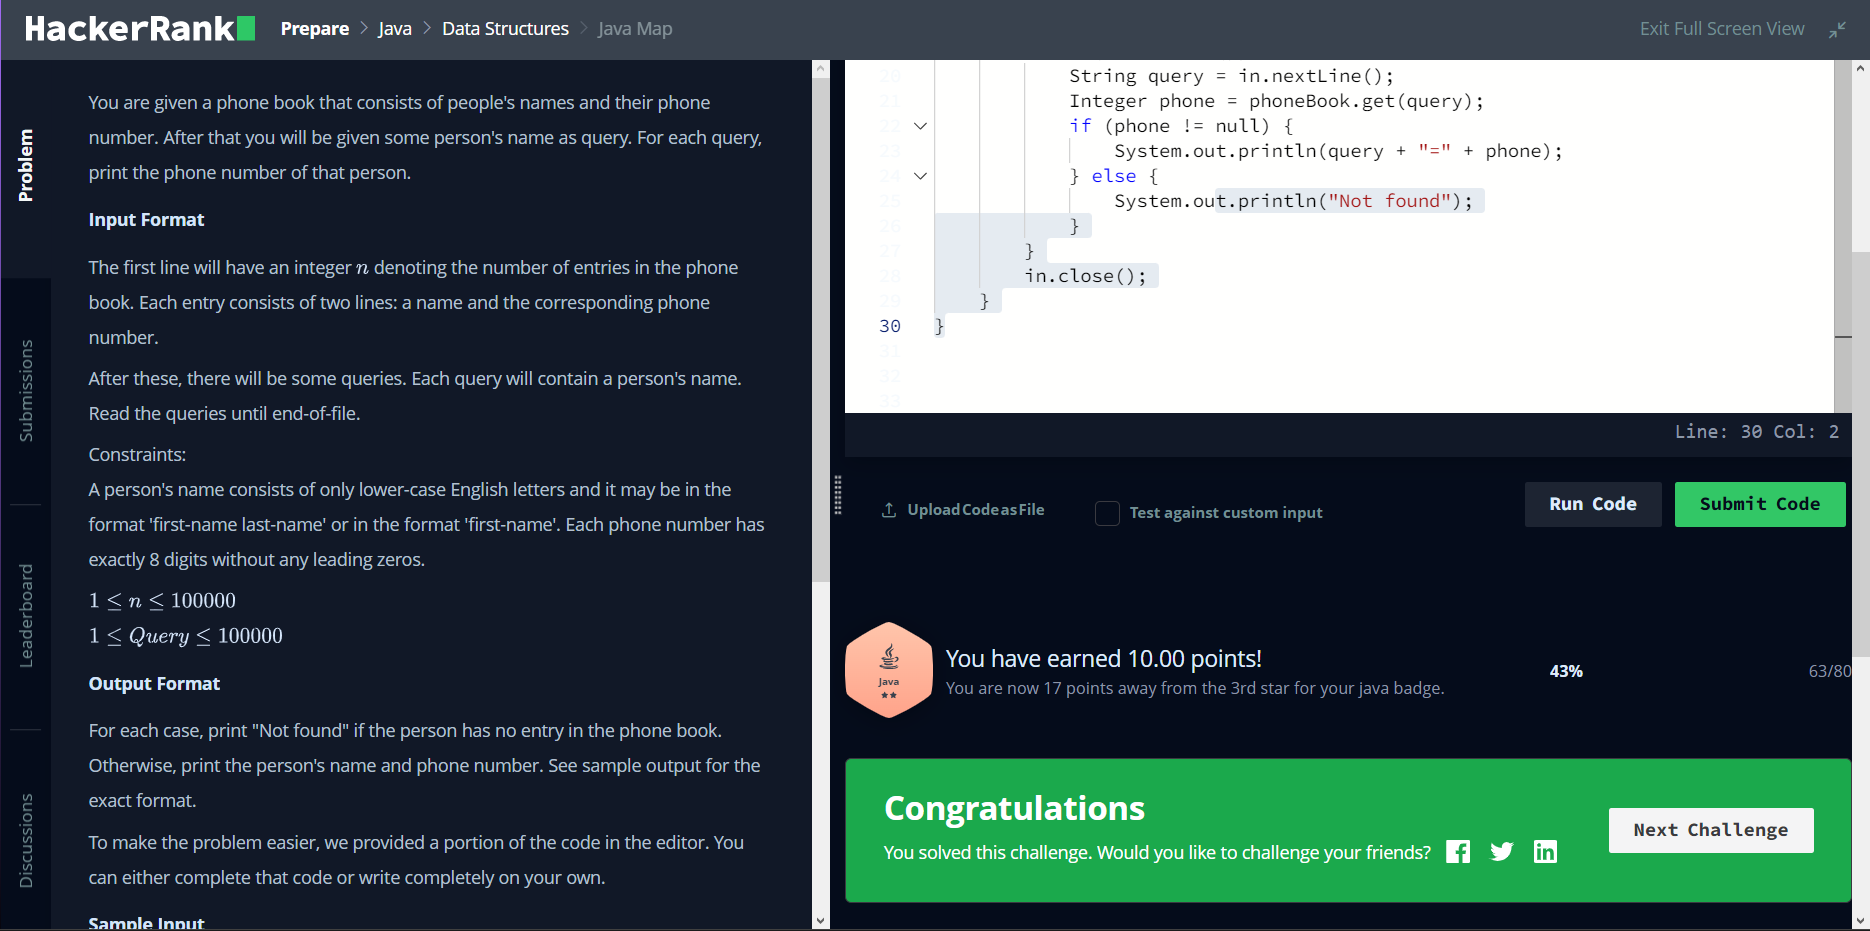 HackerRank
Prepare > Java > Data Structures > Java Map
Exit Full Screen View
Problem
Submissions
Leaderboard
Discussions
You are given a phone book that consists of people's names and their phone
number. After that you will be given some person's name as query. For each query,
print the phone number of that person.
Input Format
The first line will have an integer n denoting the number of entries in the phone
book. Each entry consists of two lines: a name and the corresponding phone
number.
After these, there will be some queries. Each query will contain a person's name.
Read the queries until end-of-file.
Constraints:
A person's name consists of only lower-case English letters and it may be in the
format 'first-name last-name' or in the format 'first-name'. Each phone number has
exactly 8 digits without any leading zeros.
1 ≤ n ≤ 100000
1 ≤ Query ≤ 100000
Output Format
For each case, print "Not found" if the person has no entry in the phone book.
Otherwise, print the person's name and phone number. See sample output for the
exact format.
To make the problem easier, we provided a portion of the code in the editor. You
can either complete that code or write completely on your own.
Sample Input
20 String query = in.nextLine();
21 Integer phone = phoneBook.get(query);
22 if (phone != null) {
23 System.out.println(query + "=" + phone);
24 } else {
25 System.out.println("Not found");
26 }
27 }
28 in.close();
29 }
30 }
31
32
33
Line: 30 Col: 2
Upload Code as File
Test against custom input
Run Code
Submit Code
Java
You have earned 10.00 points!
You are now 17 points away from the 3rd star for your java badge.
43%
63/80
Congratulations
You solved this challenge. Would you like to challenge your friends?
Next Challenge